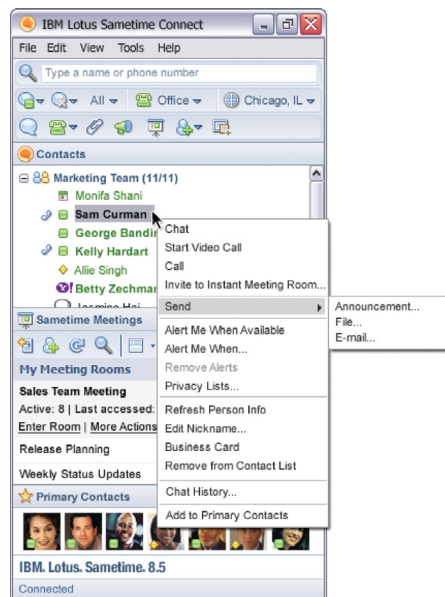 IBM Lotus Sametime Connect
File Edit View Tools Help
Type a name or phone number
All Office Chicago, IL
Contacts
Marketing Team (11/11)
Monifa Shani
Sam Curman
George Bandin
Kelly Hardart
Allie Singh
Betty Zechmar
Chat
Start Video Call
Call
Invite to Instant Meeting Room...
Send
Announcement...
File...
E-mail...
Alert Me When Available
Alert Me When...
Remove Alerts
Privacy Lists...
Refresh Person Info
Edit Nickname...
Business Card
Remove from Contact List
Chat History...
Add to Primary Contacts
Sametime Meetings
My Meeting Rooms
Sales Team Meeting
Active: 8 | Last accessed:
Enter Room | More Actions
Release Planning
Weekly Status Updates
Primary Contacts
IBM. Lotus. Sametime. 8.5
Connected